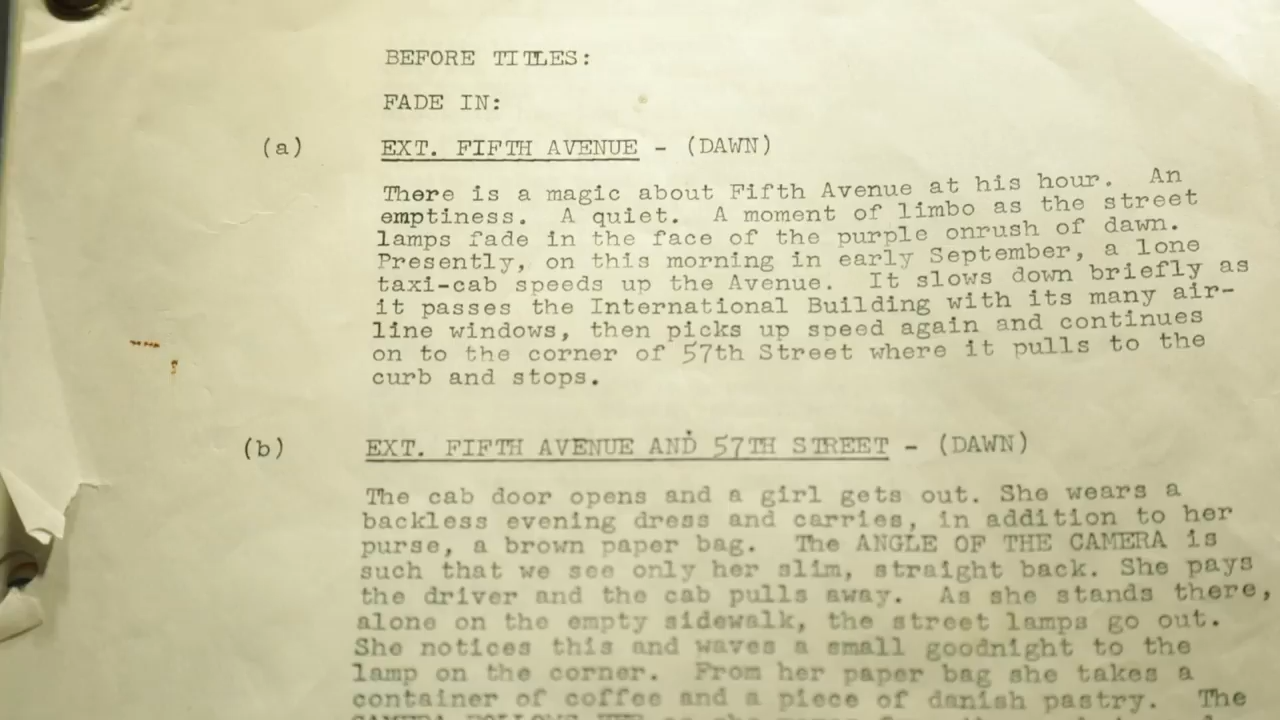 BEFORE TITLES:
FADE IN:
(a) EXT. FIFTH AVENUE - (DAWN)
There is a magic about Fifth Avenue at his hour. An
emptiness. A quiet. A moment of limbo as the street
lamps fade in the face of the purple onrush of dawn.
Presently, on this morning in early September, a lone
taxi-cab speeds up the Avenue. It slows down briefly as
it passes the International Building with its many air-
line windows, then picks up speed again and continues
on to the corner of 57th Street where it pulls to the
curb and stops.
(b) EXT. FIFTH AVENUE AND 57TH STREET - (DAWN)
The cab door opens and a girl gets out. She wears a
backless evening dress and carries, in addition to her
purse, a brown paper bag. The ANGLE OF THE CAMERA is
such that we see only her slim, straight back. She pays
the driver and the cab pulls away. As she stands there,
alone on the empty sidewalk, the street lamps go out.
She notices this and waves a small goodnight to the
lamp on the corner. From her paper bag she takes a
container of coffee and a piece of danish pastry. The